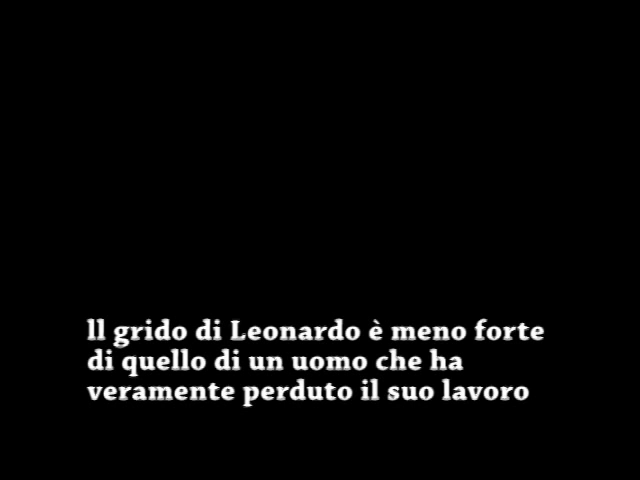 ll grido di Leonardo è meno forte
di quello di un uomo che ha
veramente perduto il suo lavoro